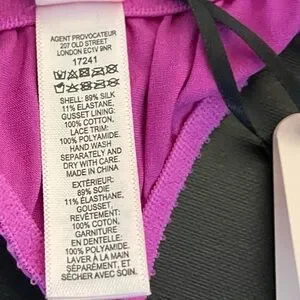 AGENT PROVOCATEUR
207 OLD STREET
LONDON EC1V 9NR
17241
SHELL: 89% SILK
11% ELASTANE,
GUSSET LINING:
100% COTTON,
LACE TRIM:
100% POLYAMIDE.
HAND WASH
SEPARATELY AND
DRY WITH CARE.
MADE IN CHINA
EXTÉRIEUR:
89% SOIE
11% ÉLASTHANE,
GOUSSET,
REVÊTEMENT:
100% COTON,
GARNITURE
EN DENTELLE:
100% POLYAMIDE.
LAVER À LA MAIN
SÉPARÉMENT, ET
SÉCHER AVEC SOIN.